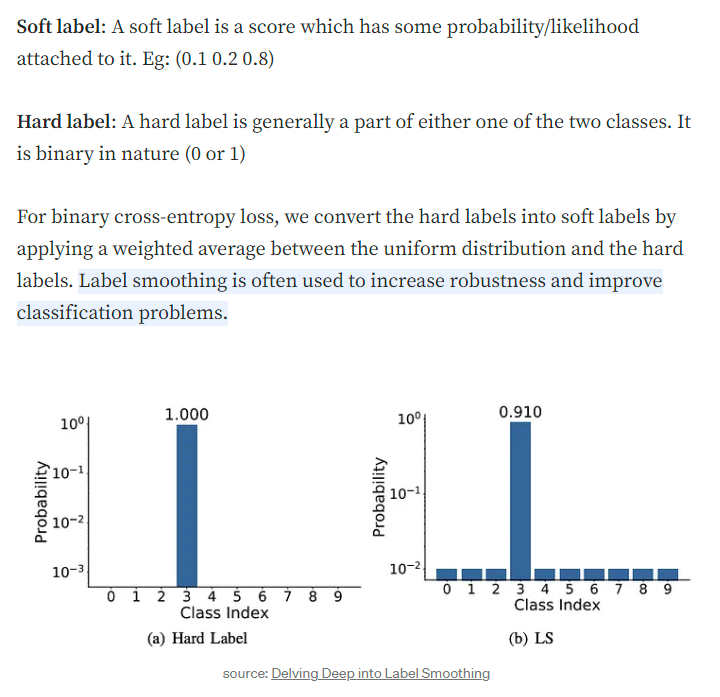 Soft label: A soft label is a score which has some probability/likelihood
attached to it. Eg: (0.1 0.2 0.8)
Hard label: A hard label is generally a part of either one of the two classes. It
is binary in nature (0 or 1)
For binary cross-entropy loss, we convert the hard labels into soft labels by
applying a weighted average between the uniform distribution and the hard
labels. Label smoothing is often used to increase robustness and improve
classification problems.
1.000
10⁰
10⁻¹
10⁻²
10⁻³
Probability
0 1 2 3 4 5 6 7 8 9
Class Index
(a) Hard Label
0.910
10⁰
10⁻¹
10⁻²
Probability
0 1 2 3 4 5 6 7 8 9
Class Index
(b) LS
source: Delving Deep into Label Smoothing